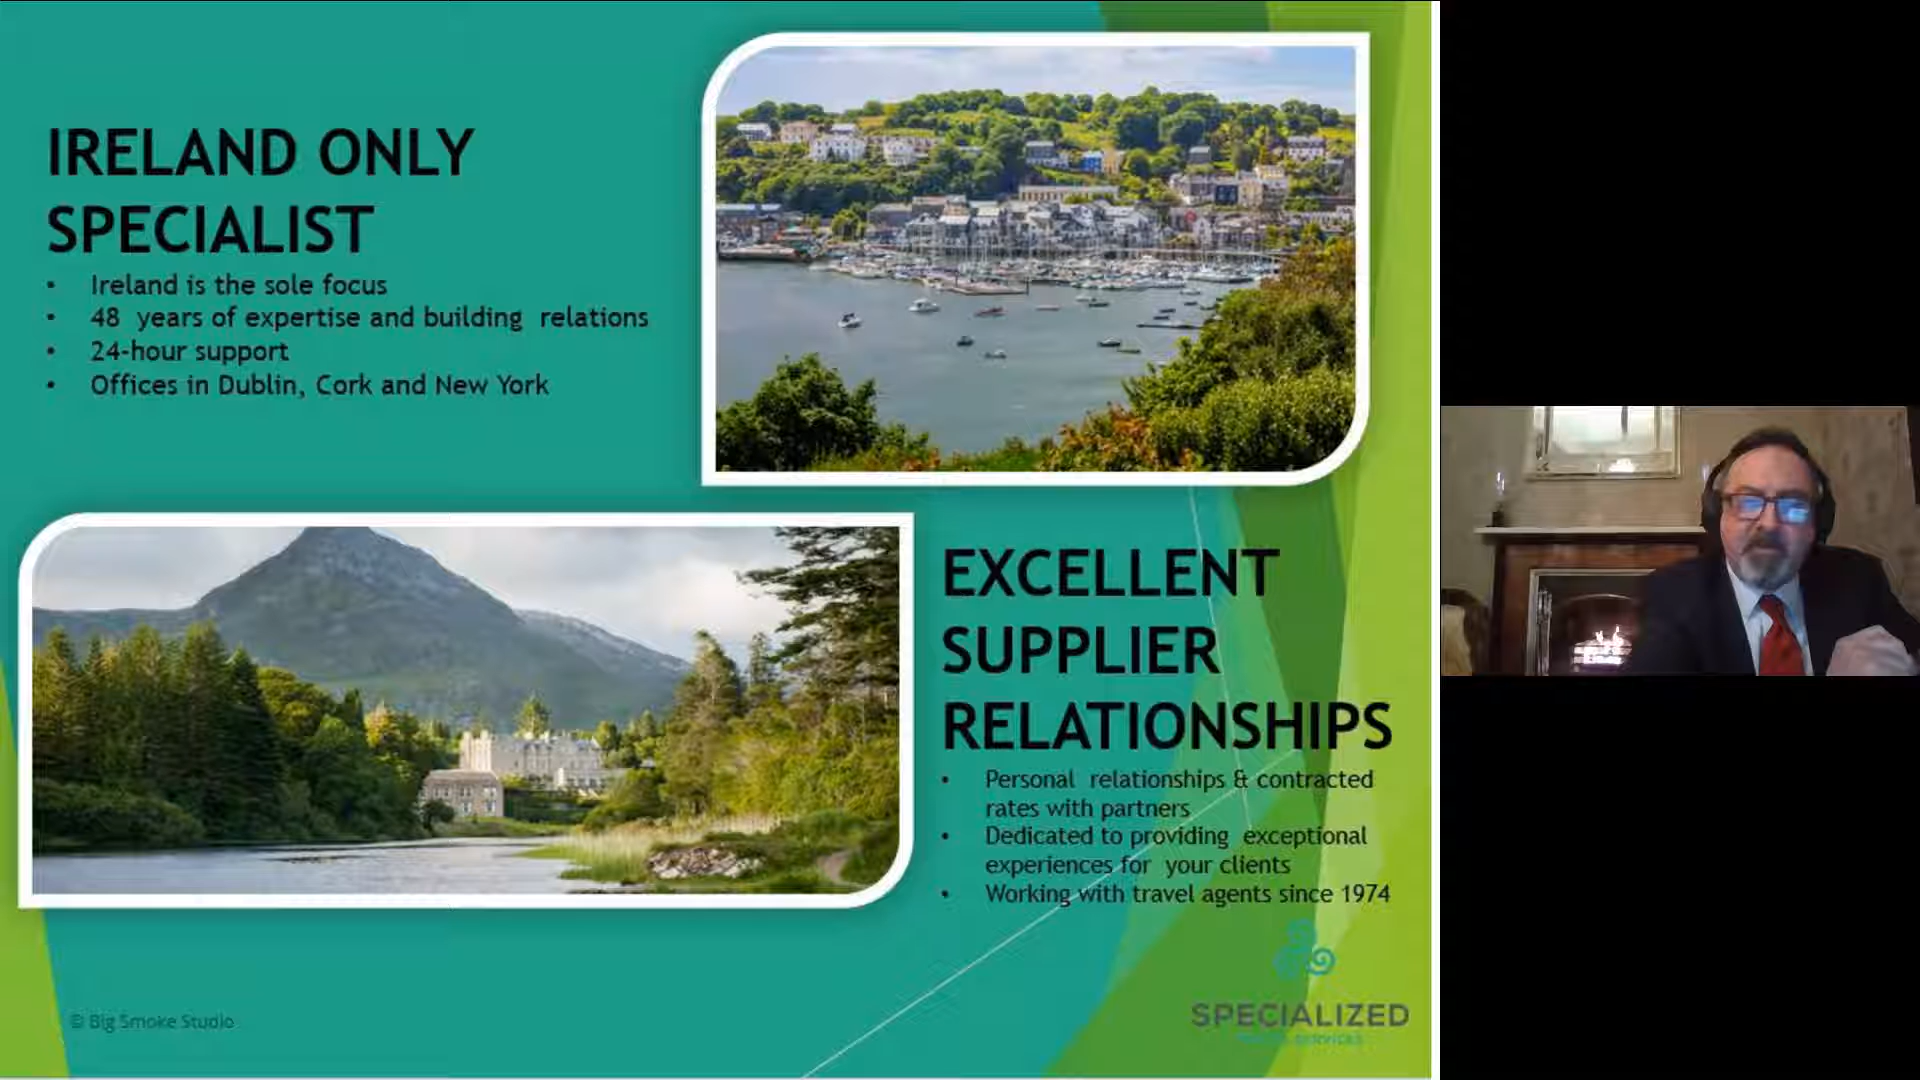 IRELAND ONLY
SPECIALIST
• Ireland is the sole focus
• 48 years of expertise and building relations
• 24-hour support
• Offices in Dublin, Cork and New York
EXCELLENT
SUPPLIER
RELATIONSHIPS
• Personal relationships & contracted
rates with partners
• Dedicated to providing exceptional
experiences for your clients
• Working with travel agents since 1974
© Big Smoke Studio
SPECIALIZED
SERVICES